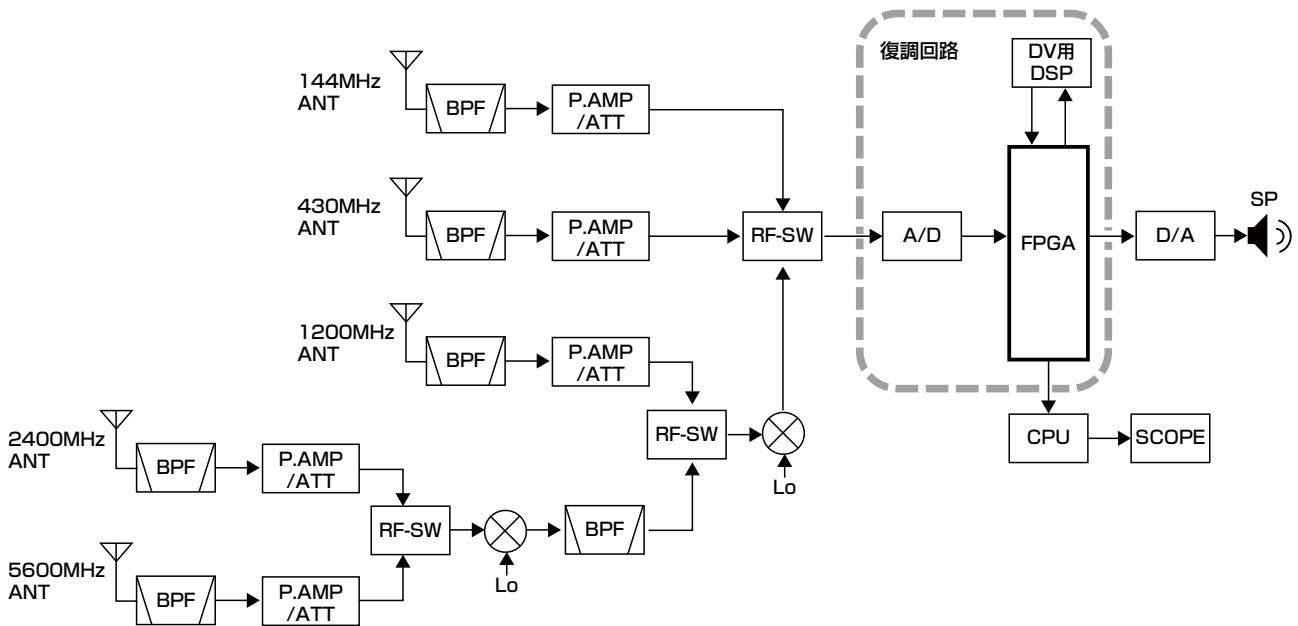 144MHz
ANT
BPF
P.AMP
/ATT
430MHz
ANT
BPF
P.AMP
/ATT
RF-SW
1200MHz
ANT
BPF
P.AMP
/ATT
RF-SW
Lo
2400MHz
ANT
BPF
P.AMP
/ATT
RF-SW
Lo
BPF
5600MHz
ANT
BPF
P.AMP
/ATT
復調回路
DV用
DSP
A/D
FPGA
D/A
SP
CPU
SCOPE